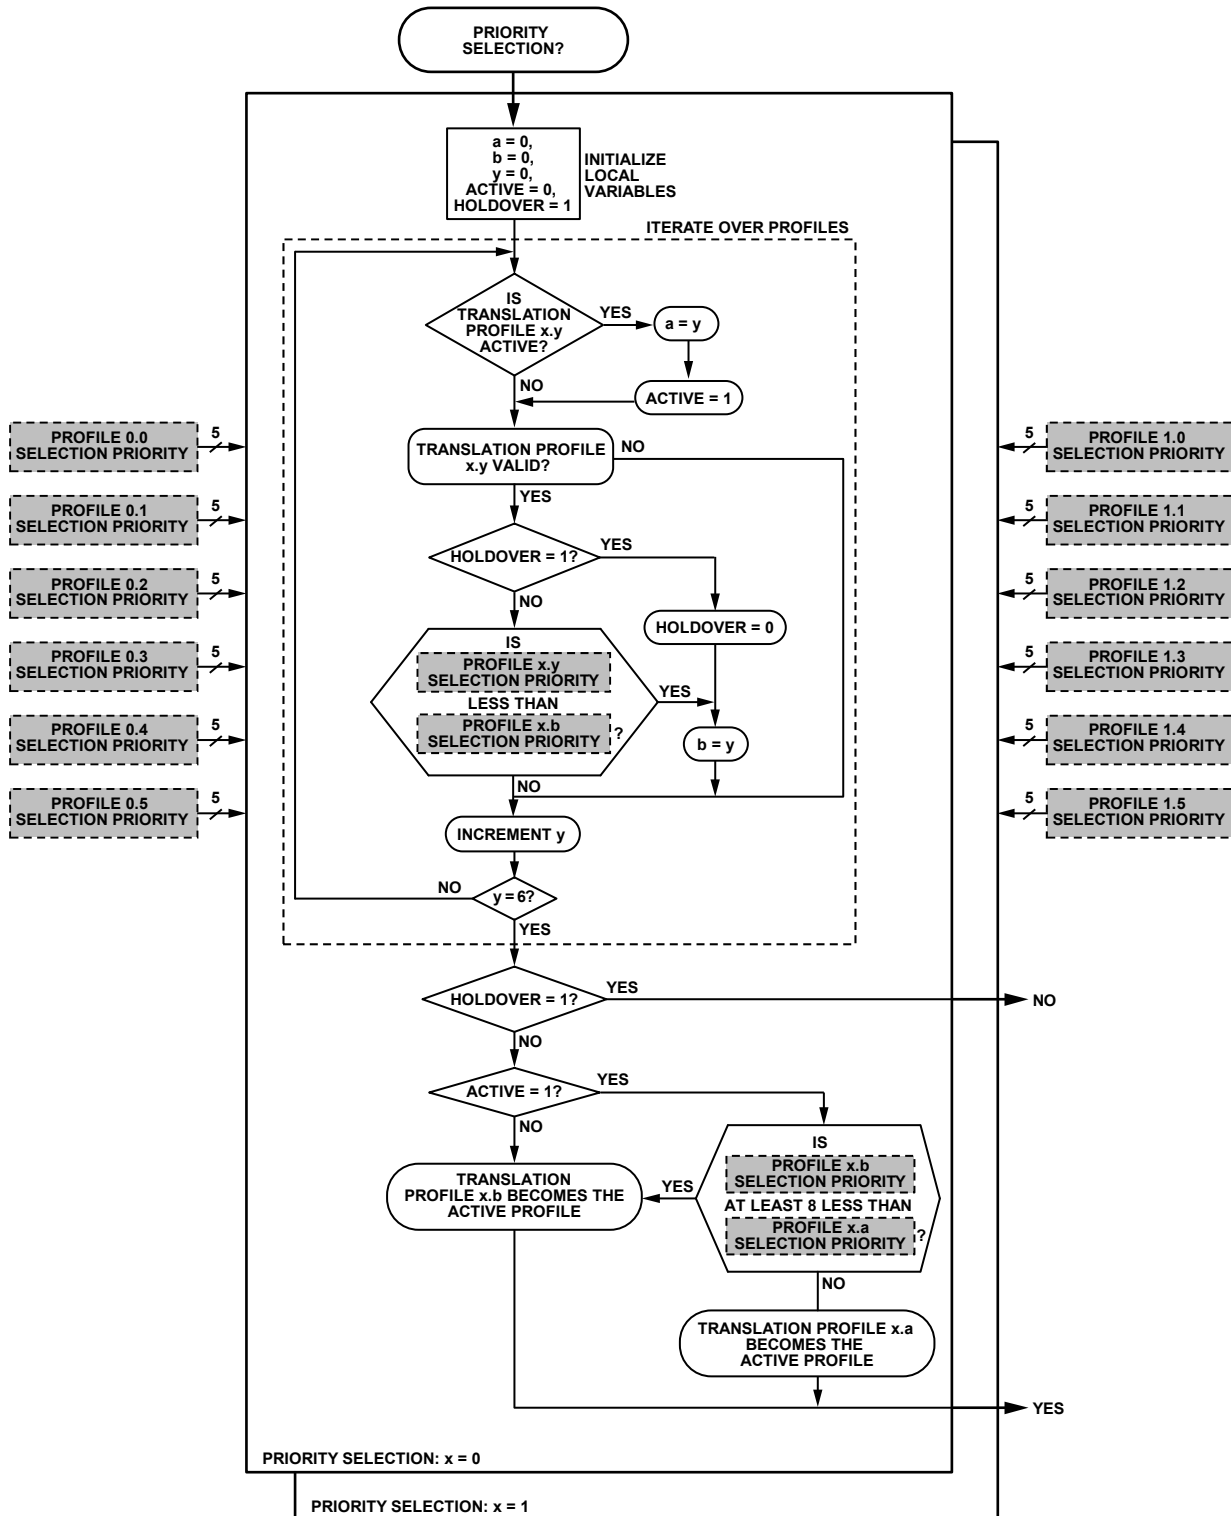 PRIORITY
SELECTION?
a = 0,
b = 0,
y = 0,
ACTIVE = 0,
HOLDOVER = 1
INITIALIZE
LOCAL
VARIABLES
ITERATE OVER PROFILES
IS
TRANSLATION
PROFILE x.y
ACTIVE?
YES
a = y
NO
ACTIVE = 1
TRANSLATION PROFILE
x.y VALID?
NO
YES
HOLDOVER = 1?
YES
NO
HOLDOVER = 0
IS
PROFILE x.y
SELECTION PRIORITY
LESS THAN
PROFILE x.b
SELECTION PRIORITY
?
YES
b = y
NO
INCREMENT y
NO
y = 6?
YES
PROFILE 0.0
SELECTION PRIORITY
5
PROFILE 0.1
SELECTION PRIORITY
5
PROFILE 0.2
SELECTION PRIORITY
5
PROFILE 0.3
SELECTION PRIORITY
5
PROFILE 0.4
SELECTION PRIORITY
5
PROFILE 0.5
SELECTION PRIORITY
5
5
PROFILE 1.0
SELECTION PRIORITY
5
PROFILE 1.1
SELECTION PRIORITY
5
PROFILE 1.2
SELECTION PRIORITY
5
PROFILE 1.3
SELECTION PRIORITY
5
PROFILE 1.4
SELECTION PRIORITY
5
PROFILE 1.5
SELECTION PRIORITY
HOLDOVER = 1?
YES
NO
NO
ACTIVE = 1?
YES
NO
IS
PROFILE x.b
SELECTION PRIORITY
AT LEAST 8 LESS THAN
PROFILE x.a
SELECTION PRIORITY
?
YES
TRANSLATION
PROFILE x.b BECOMES THE
ACTIVE PROFILE
NO
TRANSLATION PROFILE x.a
BECOMES THE
ACTIVE PROFILE
YES
PRIORITY SELECTION: x = 0
PRIORITY SELECTION: x = 1